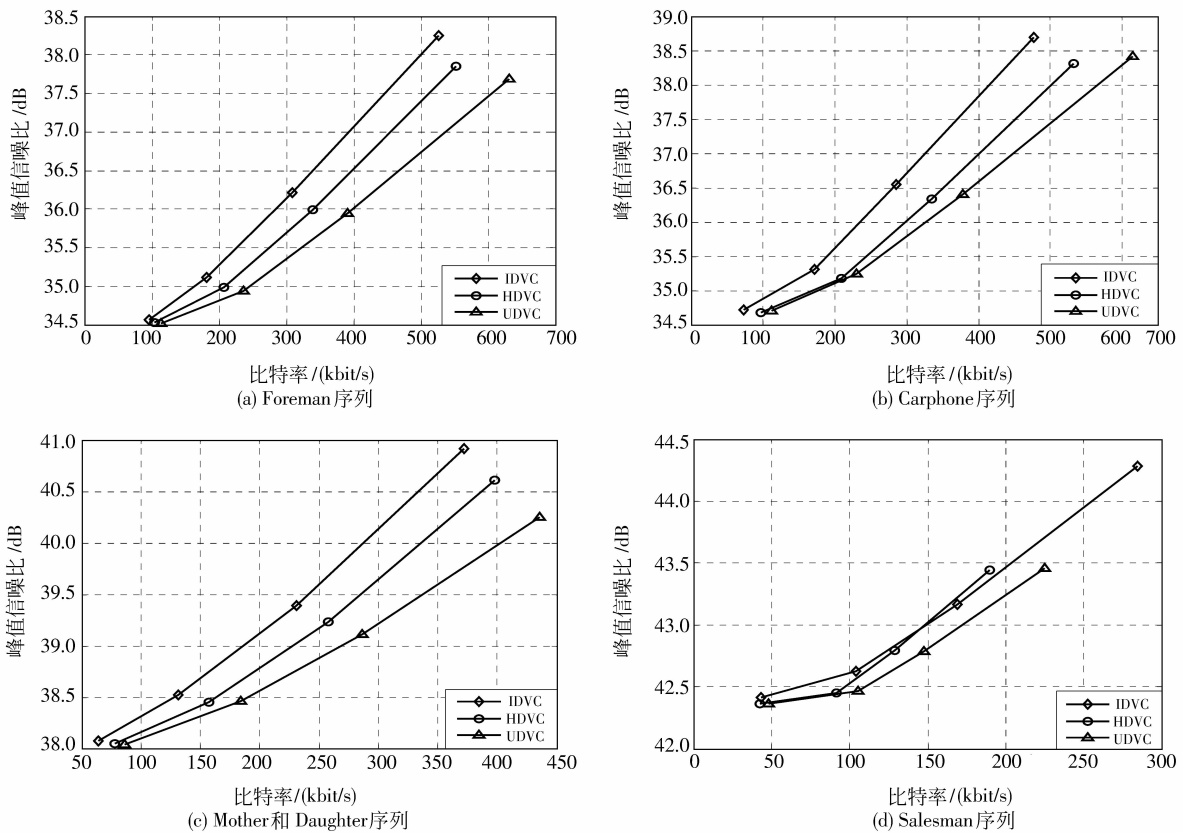 38.5
38.0
37.5
37.0
36.5
36.0
35.5
35.0
34.5
峰值信噪比/dB
IDVC
HDVC
UDVC
0 100 200 300 400 500 600 700
比特率/(kbit/s)
(a) Foreman序列
39.0
38.5
38.0
37.5
37.0
36.5
36.0
35.5
35.0
34.5
峰值信噪比/dB
IDVC
HDVC
UDVC
0 100 200 300 400 500 600 700
比特率/(kbit/s)
(b) Carphone序列
41.0
40.5
40.0
39.5
39.0
38.5
38.0
峰值信噪比/dB
IDVC
HDVC
UDVC
50 100 150 200 250 300 350 400 450
比特率/(kbit/s)
(c) Mother和 Daughter序列
44.5
44.0
43.5
43.0
42.5
42.0
峰值信噪比/dB
IDVC
HDVC
UDVC
0 50 100 150 200 250 300
比特率/(kbit/s)
(d) Salesman序列